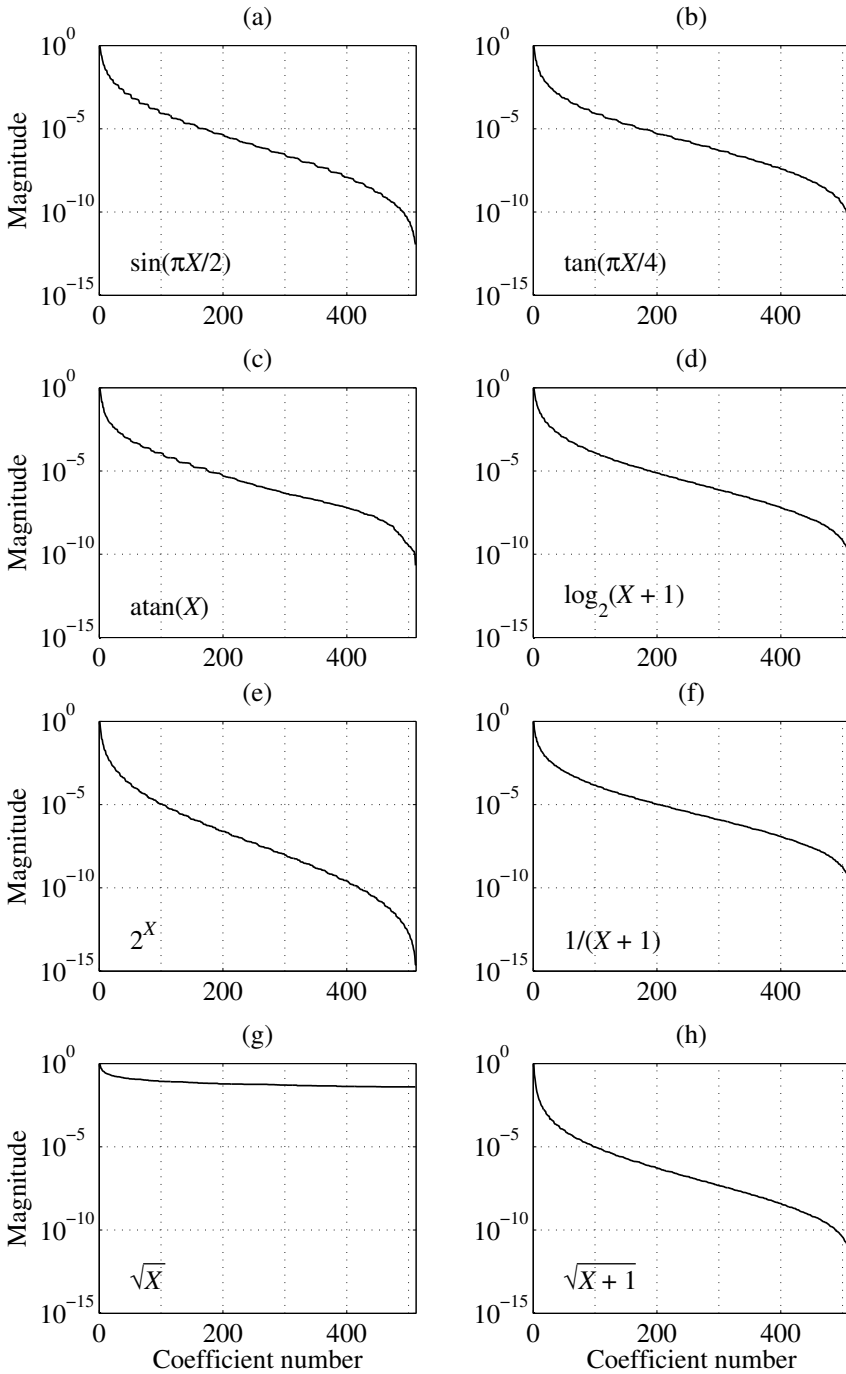 (a)
(b)
10^0
10^-5
10^-10
10^-15
Magnitude
sin(πX/2)
0
200
400
10^0
10^-5
10^-10
10^-15
tan(πX/4)
0
200
400
(c)
(d)
10^0
10^-5
10^-10
10^-15
Magnitude
atan(X)
0
200
400
10^0
10^-5
10^-10
10^-15
log_2(X + 1)
0
200
400
(e)
(f)
10^0
10^-5
10^-10
10^-15
Magnitude
2^X
0
200
400
10^0
10^-5
10^-10
10^-15
1/(X + 1)
0
200
400
(g)
(h)
10^0
10^-5
10^-10
10^-15
Magnitude
√X
0
200
400
Coefficient number
10^0
10^-5
10^-10
10^-15
√X + 1
0
200
400
Coefficient number